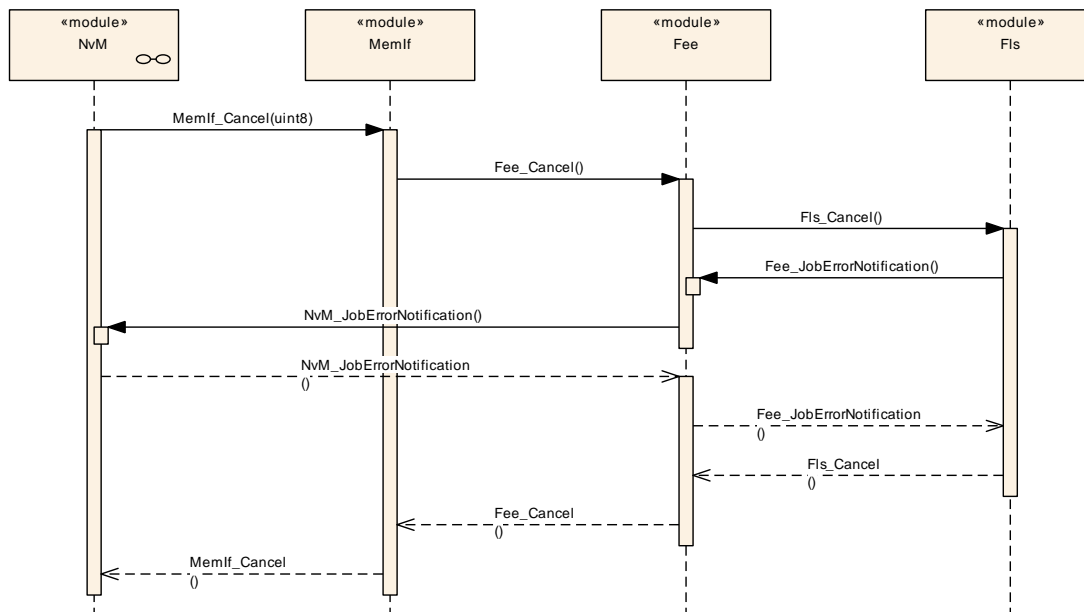 «module»
NvM
«module»
MemIf
«module»
Fee
«module»
Fls
MemIf_Cancel(uint8)
Fee_Cancel()
Fls_Cancel()
Fee_JobErrorNotification()
NvM_JobErrorNotification()
NvM_JobErrorNotification
()
Fee_JobErrorNotification
()
Fls_Cancel
()
Fee_Cancel
()
MemIf_Cancel
()